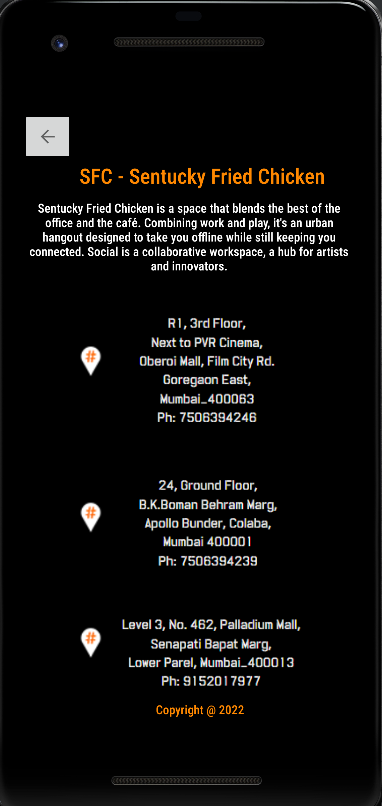 SFC - Sentucky Fried Chicken
Sentucky Fried Chicken is a space that blends the best of the
office and the café. Combining work and play, it's an urban
hangout designed to take you offline while still keeping you
connected. Social is a collaborative workspace, a hub for artists
and innovators.
#
R1, 3rd Floor,
Next to PVR Cinema,
Oberoi Mall, Film City Rd.
Goregaon East,
Mumbai_400063
Ph: 7506394246
#
24, Ground Floor,
B.K.Boman Behram Marg,
Apollo Bunder, Colaba,
Mumbai 400001
Ph: 7506394239
#
Level 3, No. 462, Palladium Mall,
Senapati Bapat Marg,
Lower Parel, Mumbai_400013
Ph: 9152017977
Copyright @ 2022